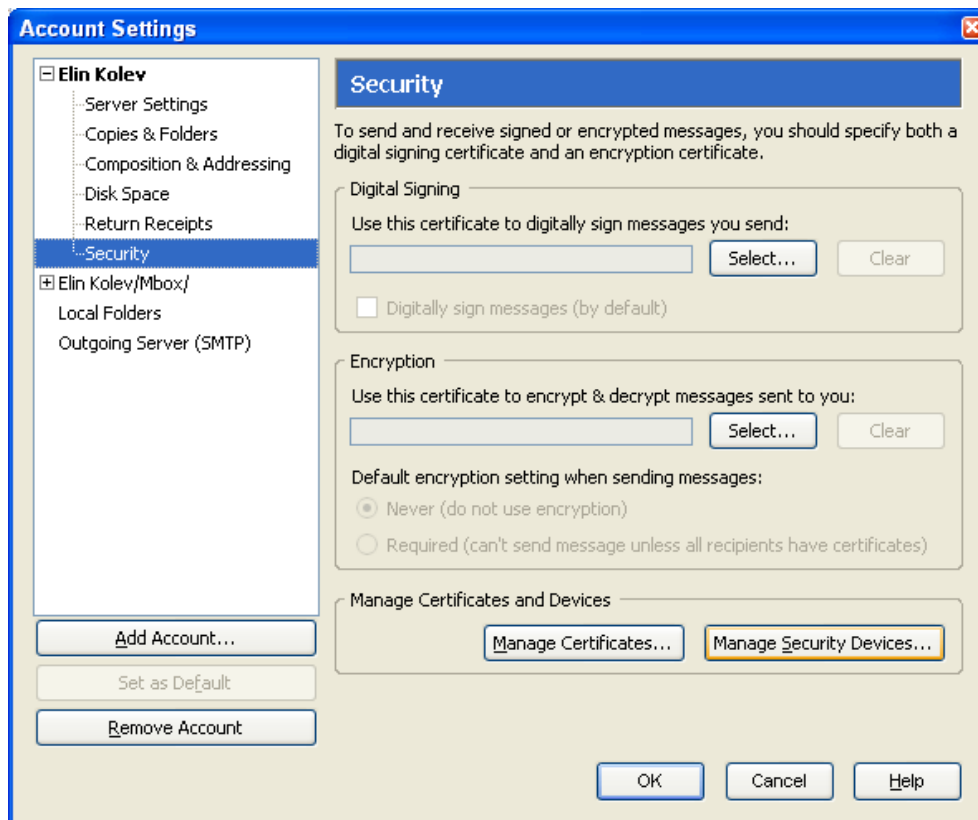 Account Settings
Elin Kolev
Server Settings
Copies & Folders
Composition & Addressing
Disk Space
Return Receipts
Security
Elin Kolev/Mbox/
Local Folders
Outgoing Server (SMTP)
Add Account...
Set as Default
Remove Account
Security
To send and receive signed or encrypted messages, you should specify both a
digital signing certificate and an encryption certificate.
Digital Signing
Use this certificate to digitally sign messages you send:
Select...
Clear
Digitally sign messages (by default)
Encryption
Use this certificate to encrypt & decrypt messages sent to you:
Select...
Clear
Default encryption setting when sending messages:
Never (do not use encryption)
Required (can't send message unless all recipients have certificates)
Manage Certificates and Devices
Manage Certificates...
Manage Security Devices...
OK
Cancel
Help